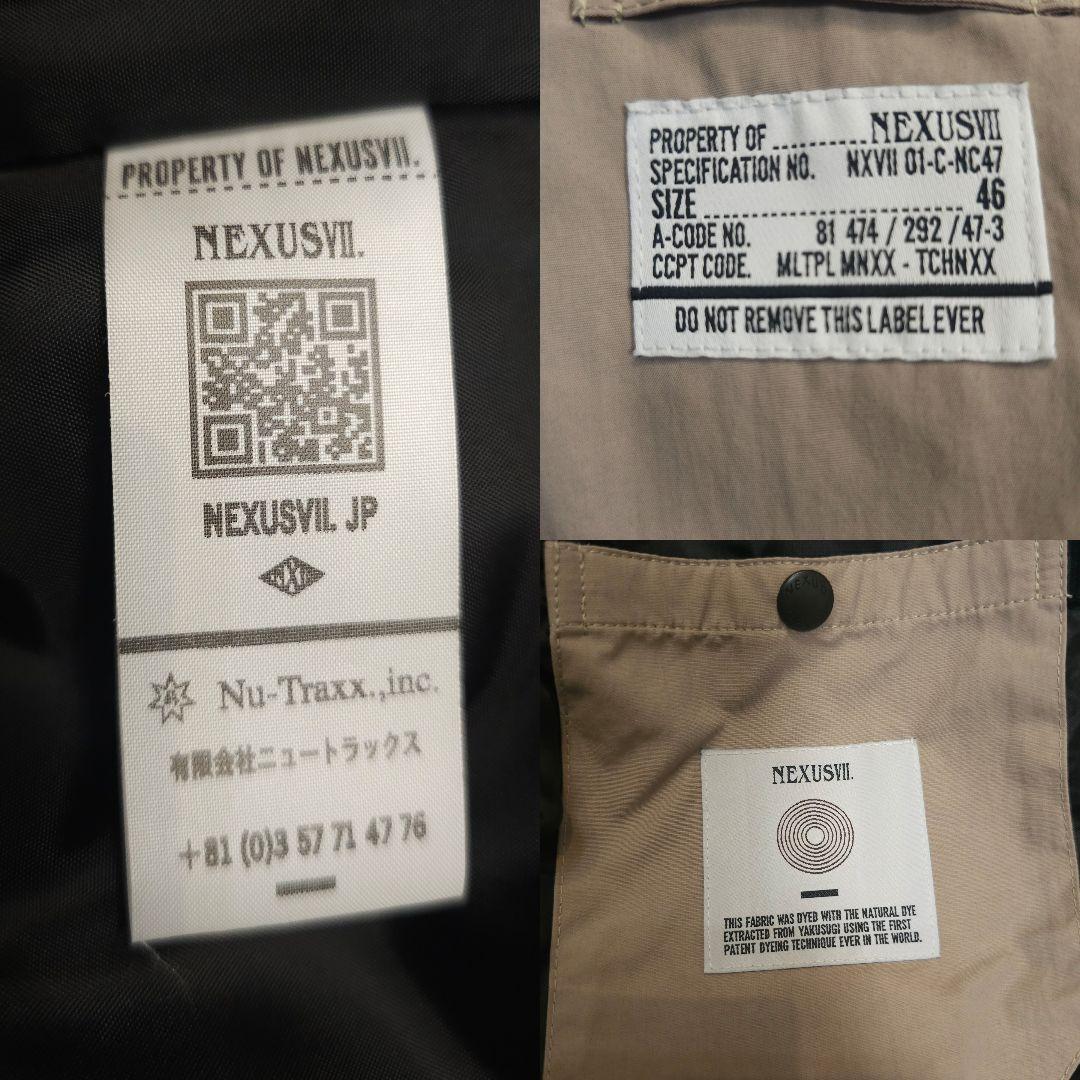 PROPERTY OF NEXUSVII.
NEXUSVII.
NEXUSVII. JP
NXII
Nu-Traxx.,inc.
有限会社ニュートラックス
+81 (0)3 57 71 47 76
PROPERTY OF ........... NEXUSVII
SPECIFICATION NO. NXVII 01-C-NC47
SIZE ........................... 46
A-CODE NO. 81 474 / 292 / 47-3
CCPT CODE. MLTPL MNXX - TCHNXX
DO NOT REMOVE THIS LABEL EVER
NEXUS
NEXUSVII.
THIS FABRIC WAS DYED WITH THE NATURAL DYE
EXTRACTED FROM YAKUSUGI USING THE FIRST
PATENT DYEING TECHNIQUE EVER IN THE WORLD.